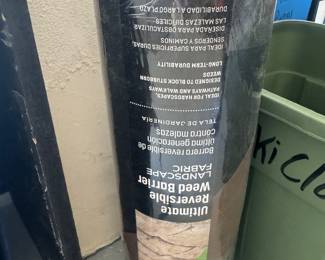 Ultimate
Reversible
Weed Barrier
LANDSCAPE
FABRIC
Barrera reversible de
última generación
Contra malezas
TELA DE JARDINERÍA
IDEAL FOR HARDSCAPES,
PATHWAYS AND WALKWAYS
DESIGNED TO BLOCK STUBBORN
WEEDS
LONG-TERM DURABILITY
IDEAL PARA SUPERFICIES DURAS,
SENDEROS Y CAMINOS
DISEÑADA PARA OBSTACULIZAR
LAS MALEZAS DIFÍCILES
DURABILIDAD A LARGO PLAZO
Ki Clo